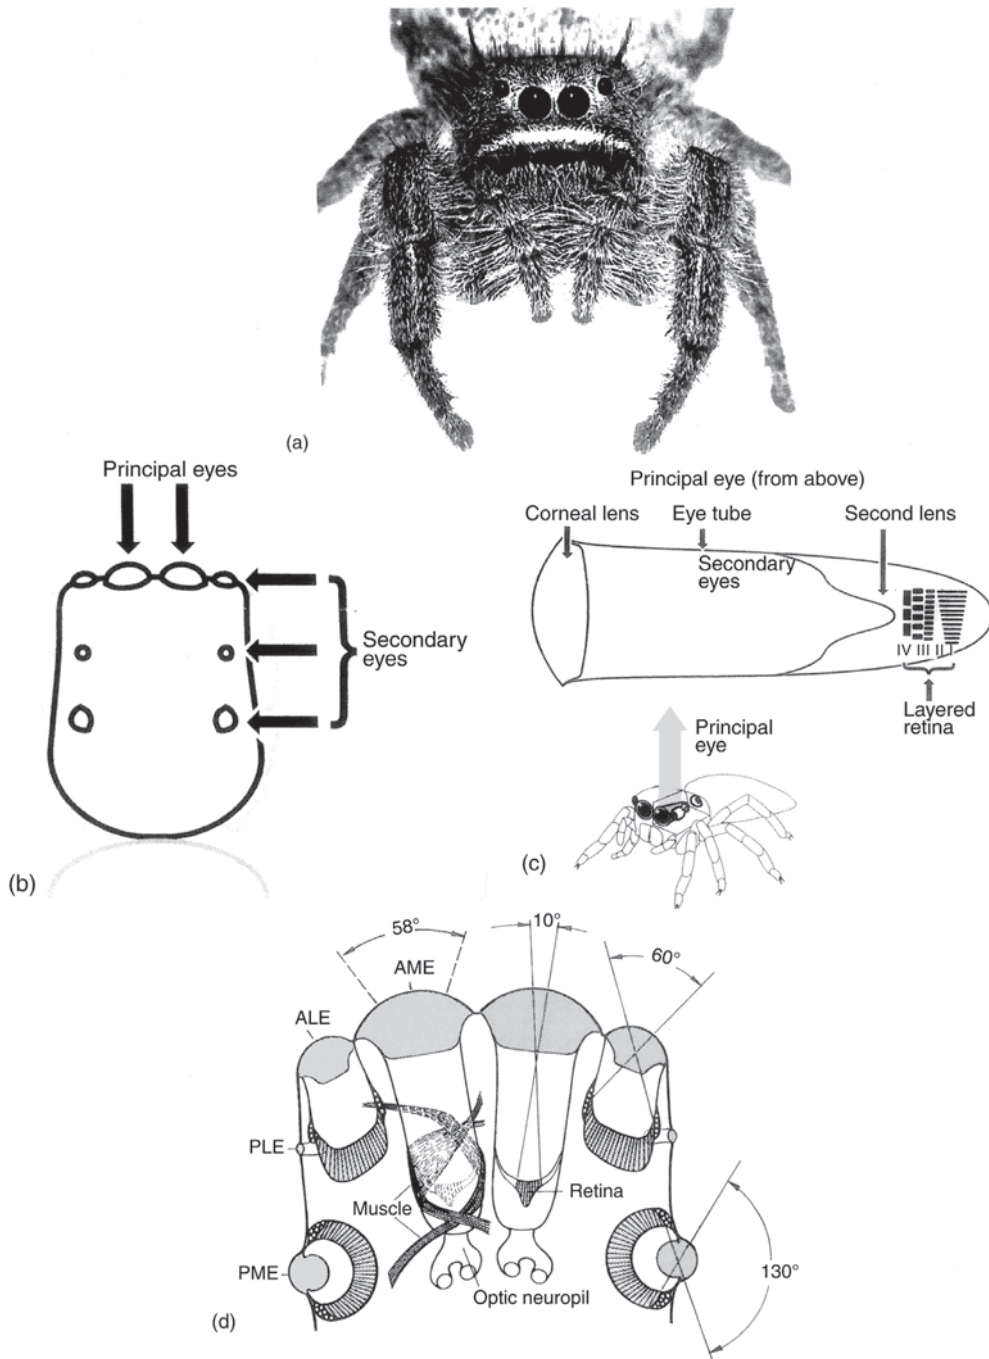 (a)
Principal eyes
Secondary
eyes
(b)
Principal eye (from above)
Corneal lens
Eye tube
Second lens
Secondary
eyes
IV III II I
Layered
retina
Principal
eye
(c)
58°
10°
60°
AME
ALE
PLE
Muscle
Retina
PME
Optic neuropil
130°
(d)